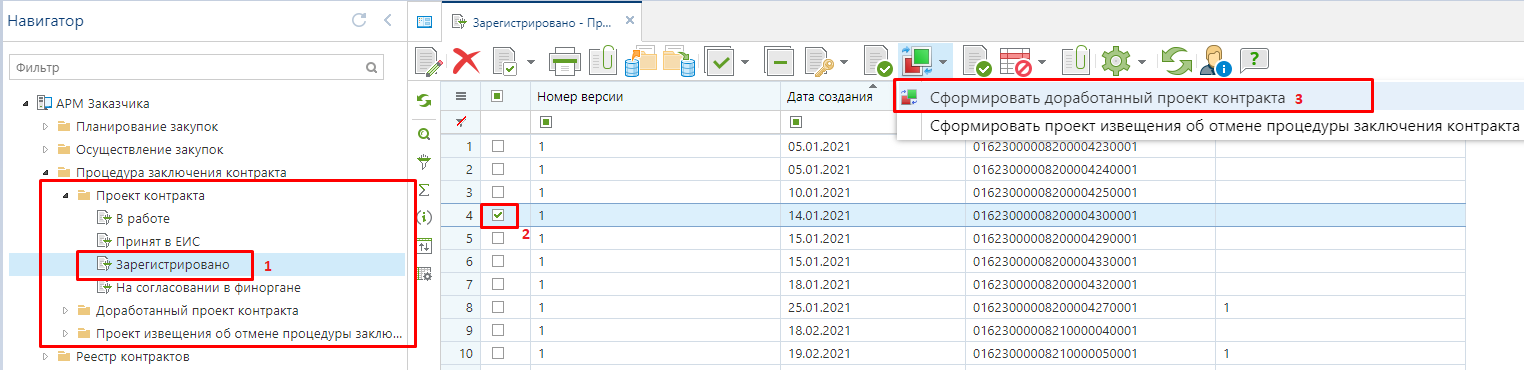 Навигатор
Зарегистрировано - Пр...
Фильтр
АРМ Заказчика
Планирование закупок
Осуществление закупок
Процедура заключения контракта
Проект контракта
В работе
Принят в ЕИС
Зарегистрировано 1
На согласовании в финоргане
Доработанный проект контракта
Проект извещения об отмене процедуры заклю...
Реестр контрактов
Сформировать доработанный проект контракта 3
Сформировать проект извещения об отмене процедуры заключения контракта
Номер версии Дата создания
1 1 05.01.2021 01623000008200004230001
2 1 05.01.2021 01623000008200004240001
3 1 10.01.2021 01623000008200004250001
4 1 14.01.2021 01623000008200004300001
2
5 1 15.01.2021 01623000008200004290001
6 1 15.01.2021 01623000008200004330001
7 1 18.01.2021 01623000008200004320001
8 1 25.01.2021 01623000008200004270001 1
9 1 18.02.2021 01623000008210000040001
10 1 19.02.2021 01623000008210000050001 1